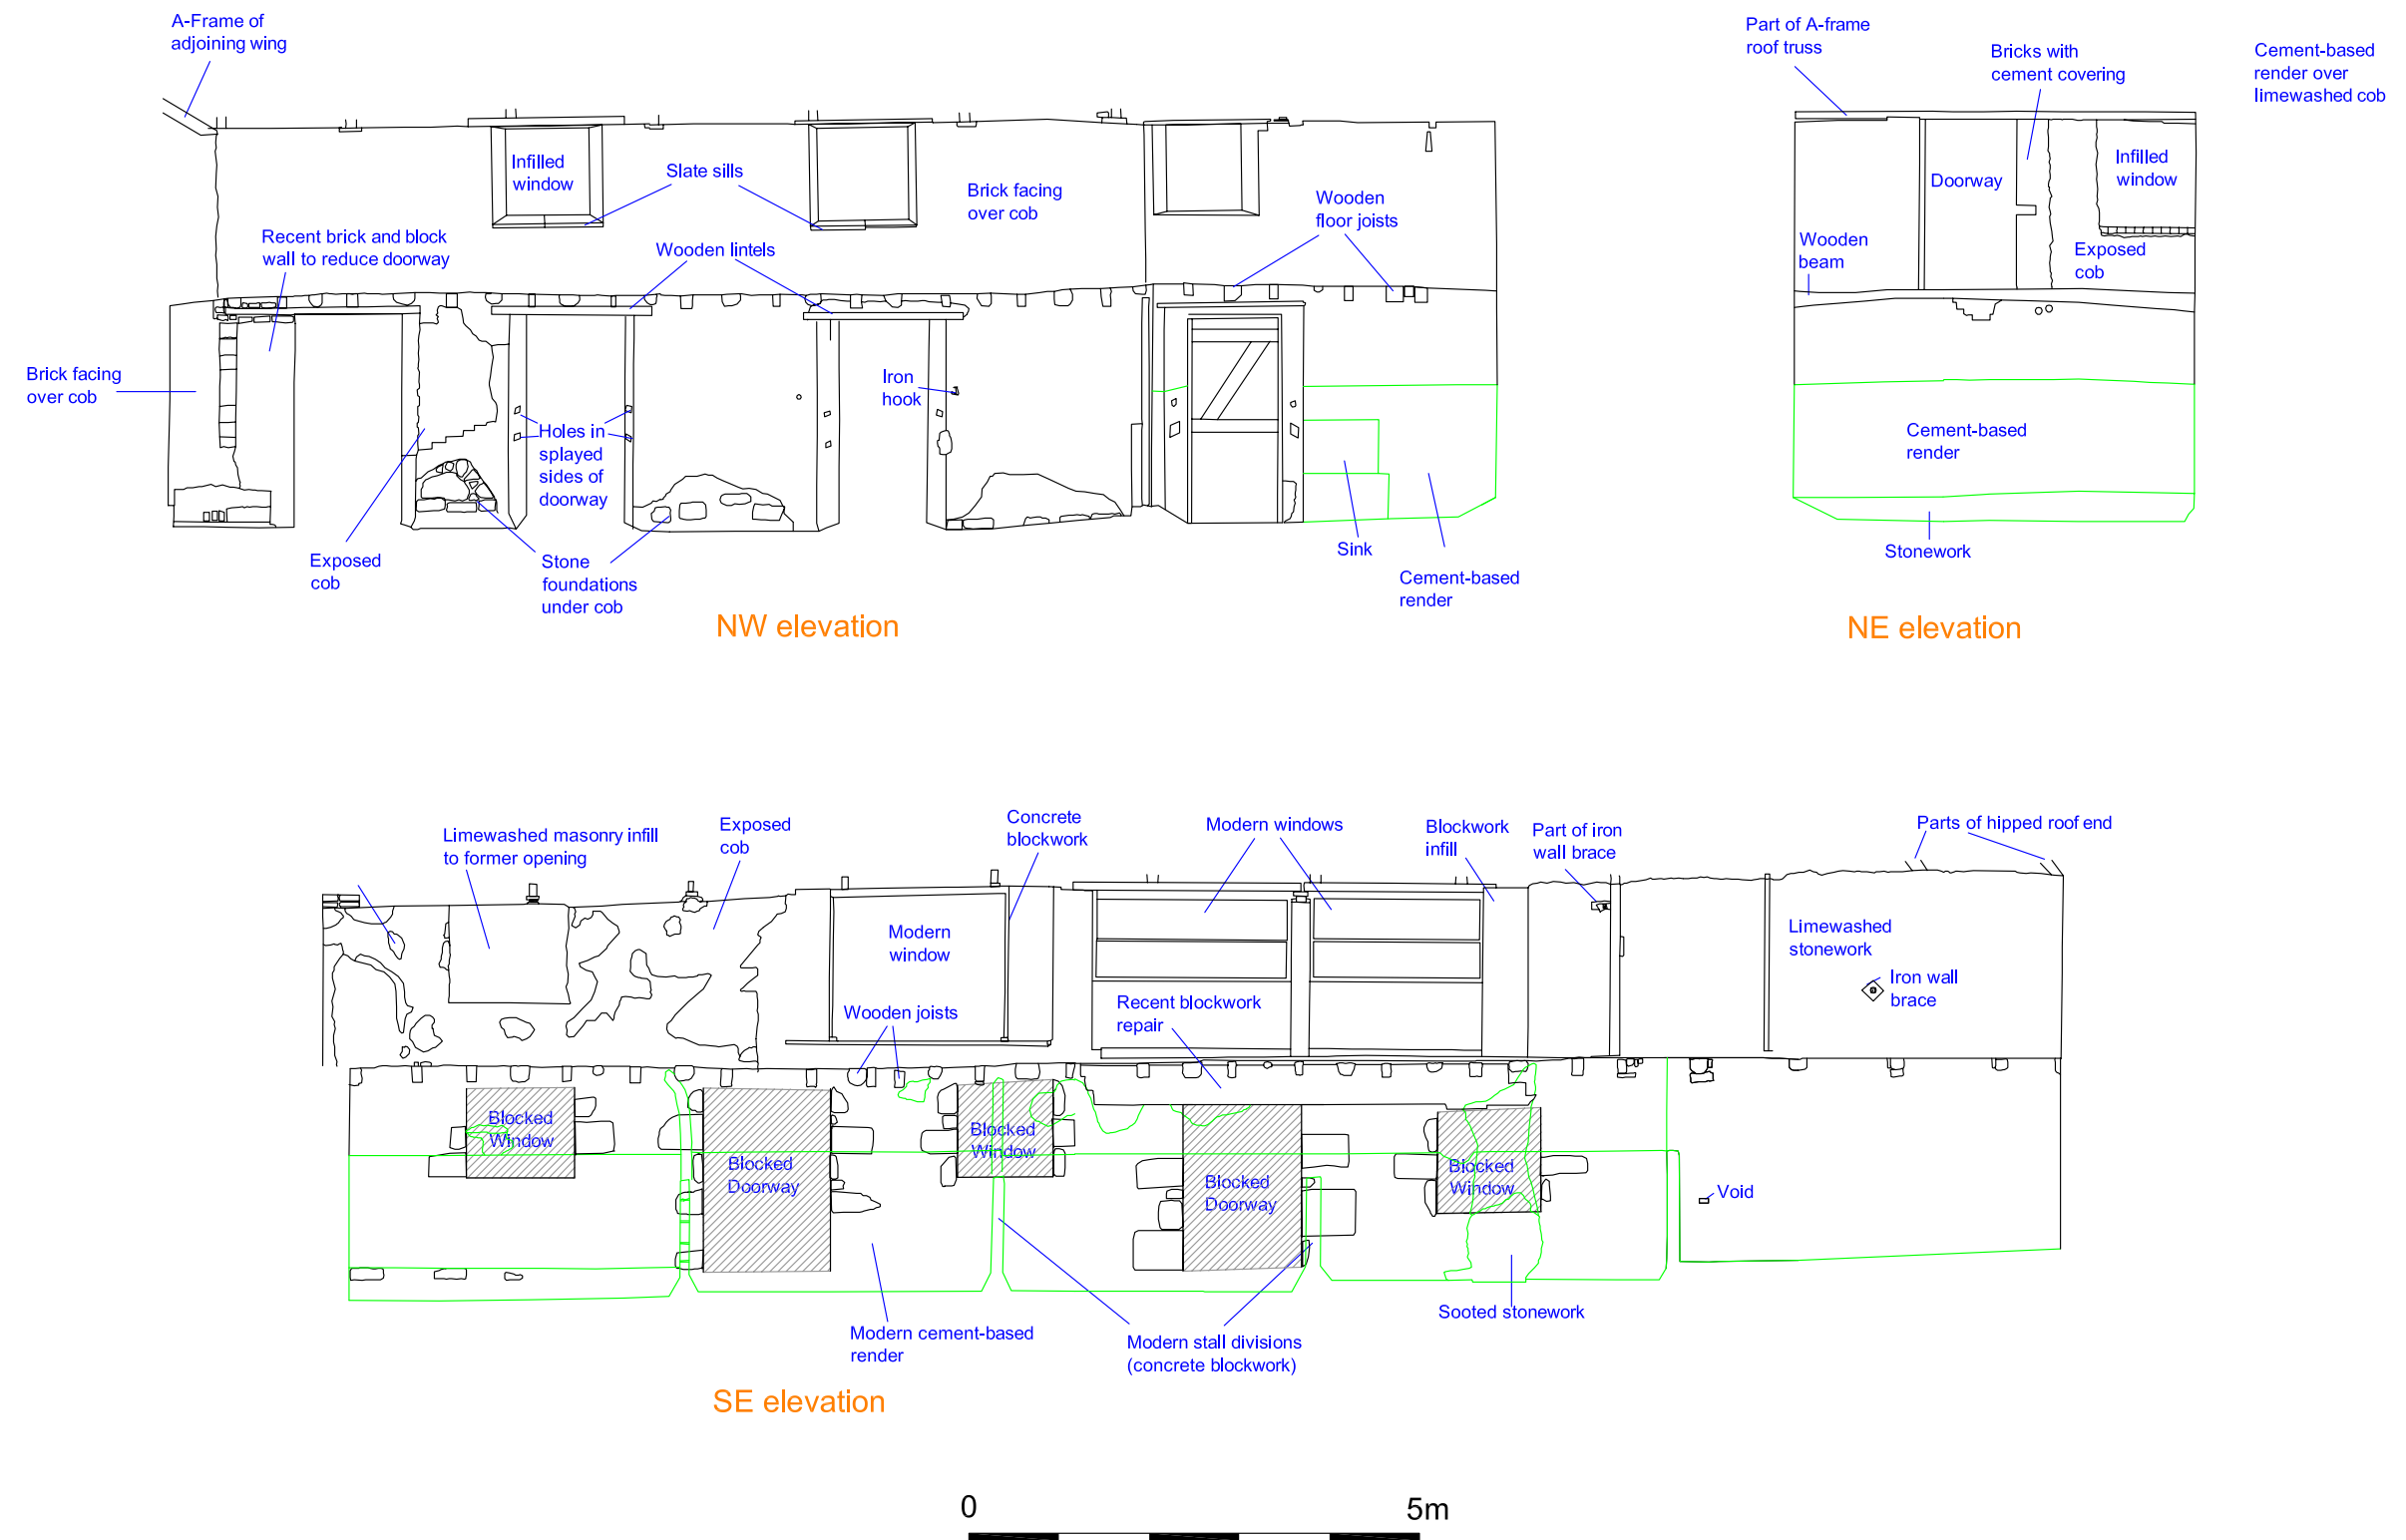 A-Frame of
adjoining wing
Infilled
window
Slate sills
Brick facing
over cob
Wooden
floor joists
Recent brick and block
wall to reduce doorway
Wooden lintels
Brick facing
over cob
Iron
hook
Holes in
splayed
sides of
doorway
Exposed
cob
Stone
foundations
under cob
Sink
Cement-based
render
NW elevation
Part of A-frame
roof truss
Bricks with
cement covering
Cement-based
render over
limewashed cob
Doorway
Infilled
window
Wooden
beam
Exposed
cob
Cement-based
render
Stonework
NE elevation
Limewashed masonry infill
to former opening
Exposed
cob
Concrete
blockwork
Modern windows
Blockwork
infill
Part of iron
wall brace
Parts of hipped roof end
Modern
window
Limewashed
stonework
Iron wall
brace
Wooden joists
Recent blockwork
repair
Blocked
Window
Blocked
Doorway
Blocked
Window
Blocked
Doorway
Blocked
Window
Void
Modern cement-based
render
Modern stall divisions
(concrete blockwork)
Sooted stonework
SE elevation
0
5m